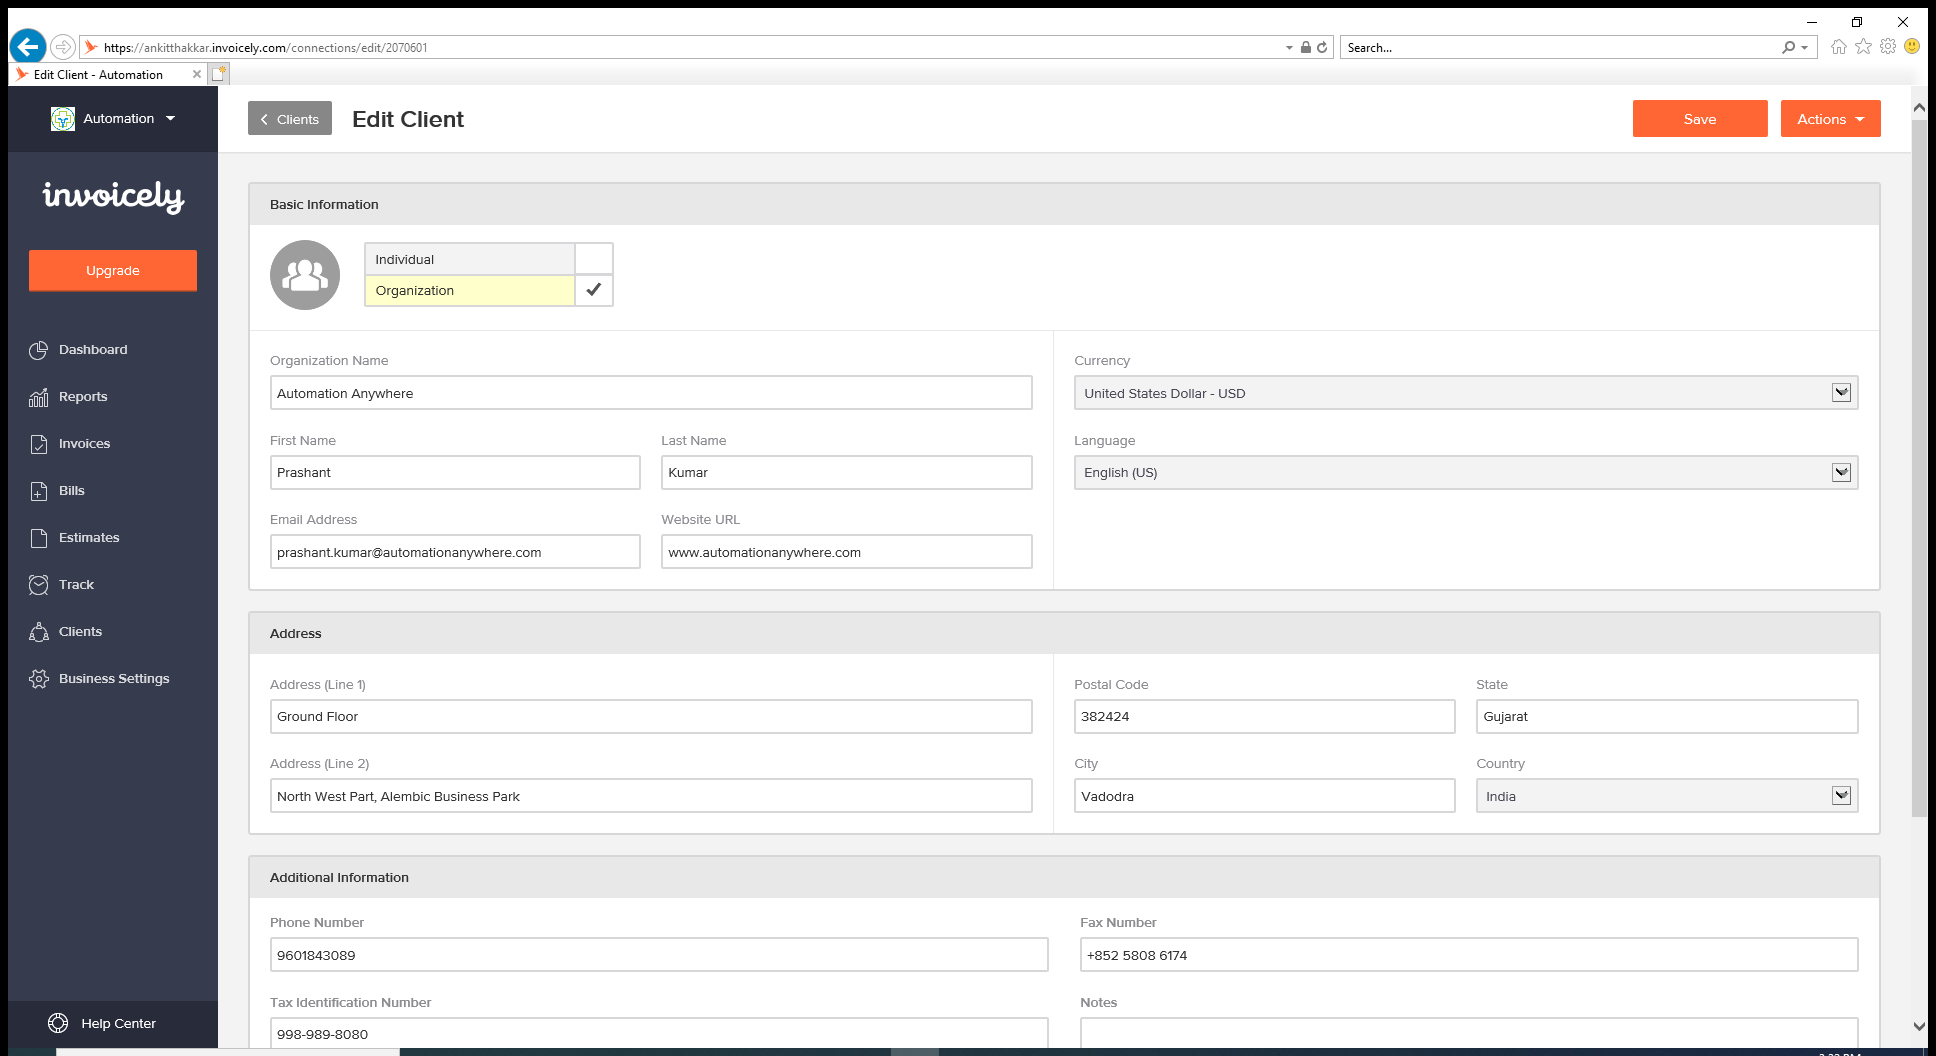 https://ankitthakkar.invoicely.com/connections/edit/2070601
Search...
Edit Client - Automation
Automation
Clients
Edit Client
Save
Actions
invoicely
Upgrade
Dashboard
Reports
Invoices
Bills
Estimates
Track
Clients
Business Settings
Help Center
Basic Information
Individual
Organization
Organization Name
Automation Anywhere
Currency
United States Dollar - USD
First Name
Last Name
Prashant
Kumar
Language
English (US)
Email Address
Website URL
prashant.kumar@automationanywhere.com
www.automationanywhere.com
Address
Address (Line 1)
Ground Floor
Postal Code
State
382424
Gujarat
Address (Line 2)
North West Part, Alembic Business Park
City
Country
Vadodra
India
Additional Information
Phone Number
Fax Number
9601843089
+852 5808 6174
Tax Identification Number
Notes
998-989-8080